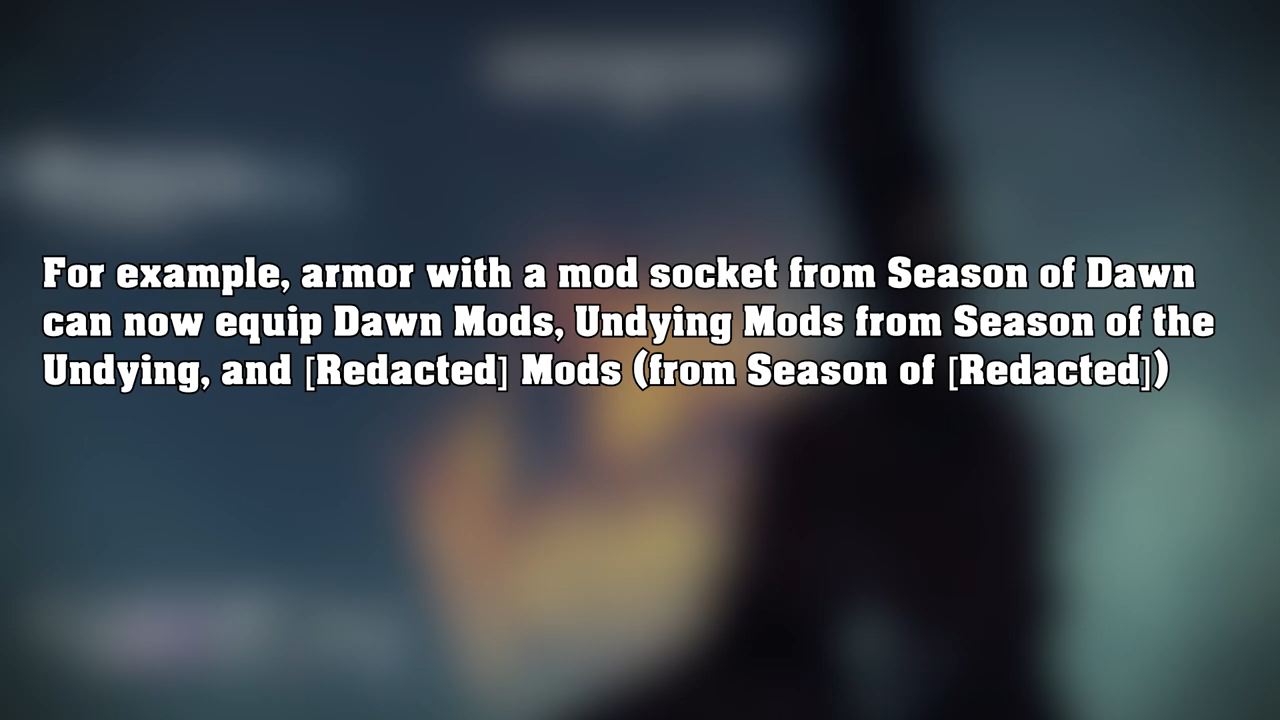 For example, armor with a mod socket from Season of Dawn
can now equip Dawn Mods, Undying Mods from Season of the
Undying, and [Redacted] Mods (from Season of [Redacted])